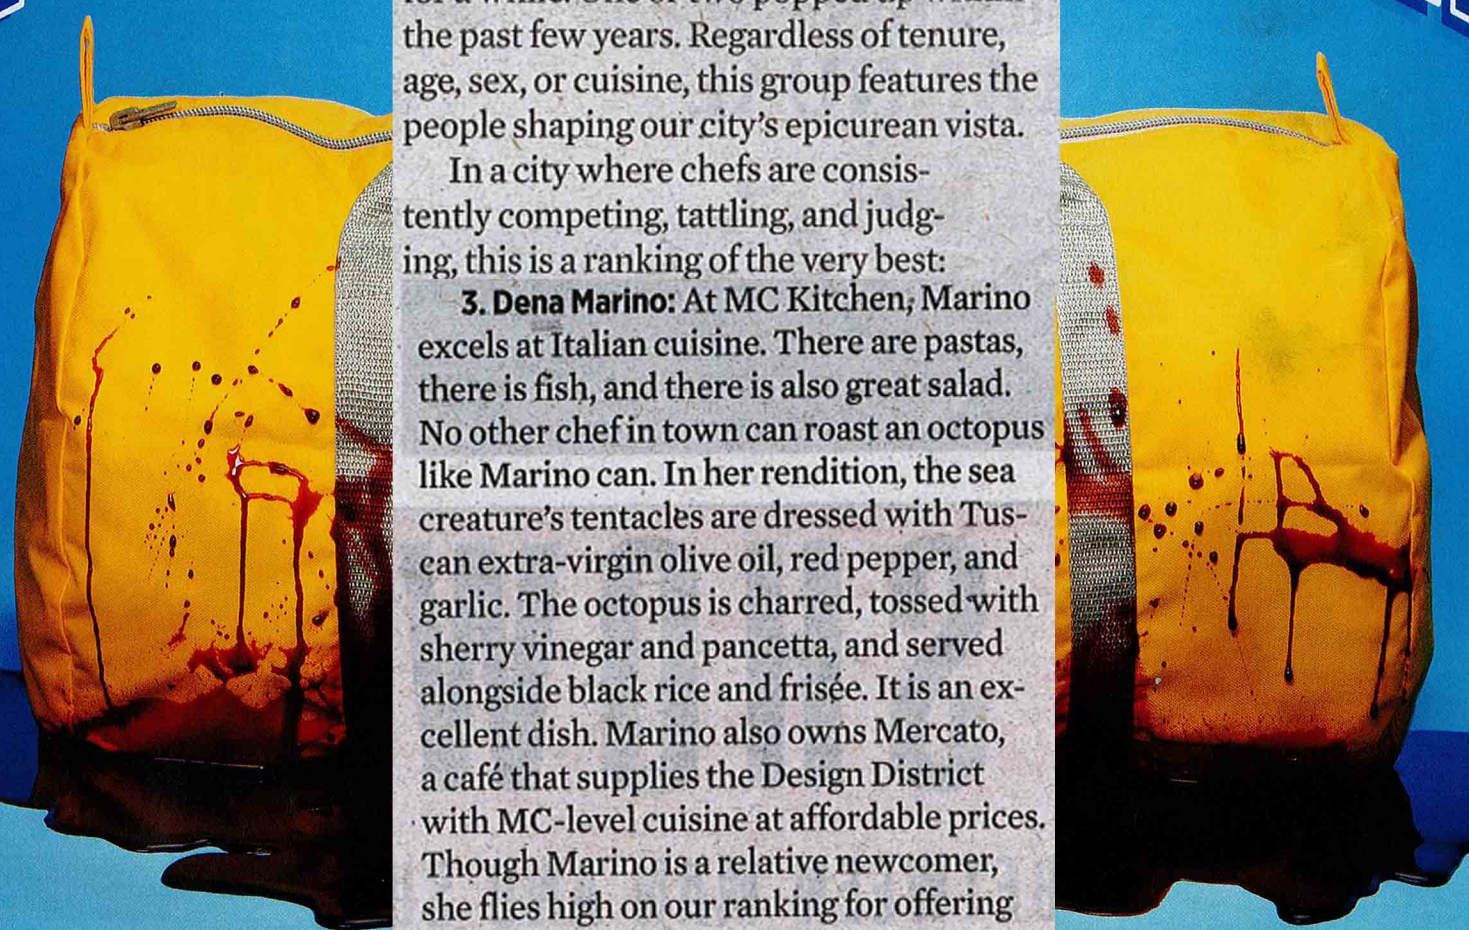 the past few years. Regardless of tenure,
age, sex, or cuisine, this group features the
people shaping our city's epicurean vista.
In a city where chefs are consis-
tently competing, tattling, and judg-
ing, this is a ranking of the very best:
3. Dena Marino: At MC Kitchen, Marino
excels at Italian cuisine. There are pastas,
there is fish, and there is also great salad.
No other chef in town can roast an octopus
like Marino can. In her rendition, the sea
creature's tentacles are dressed with Tus-
can extra-virgin olive oil, red pepper, and
garlic. The octopus is charred, tossed with
sherry vinegar and pancetta, and served
alongside black rice and frisée. It is an ex-
cellent dish. Marino also owns Mercato,
a café that supplies the Design District
with MC-level cuisine at affordable prices.
Though Marino is a relative newcomer,
she flies high on our ranking for offering